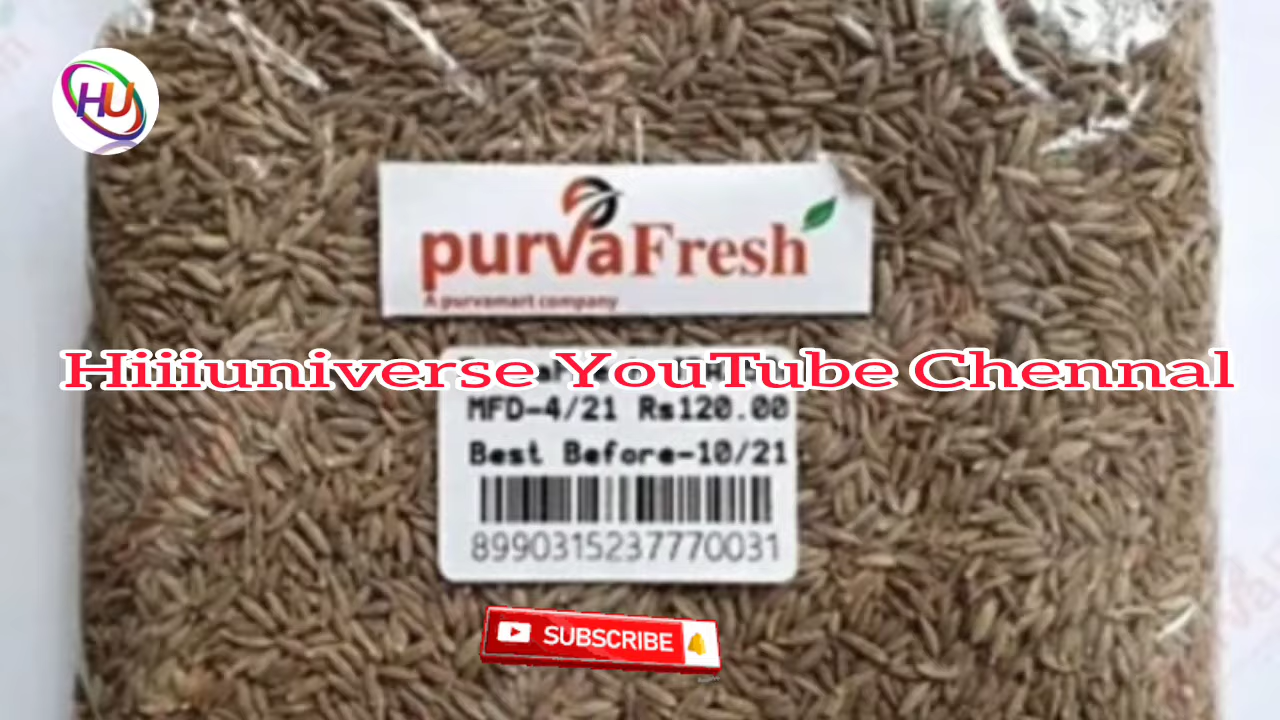 HU
purvaFresh
A purvamart company
Hiiiuniverse YouTube Chennal
MFD-4/21 Rs120.00
Best Before-10/21
8990315237770031
SUBSCRIBE